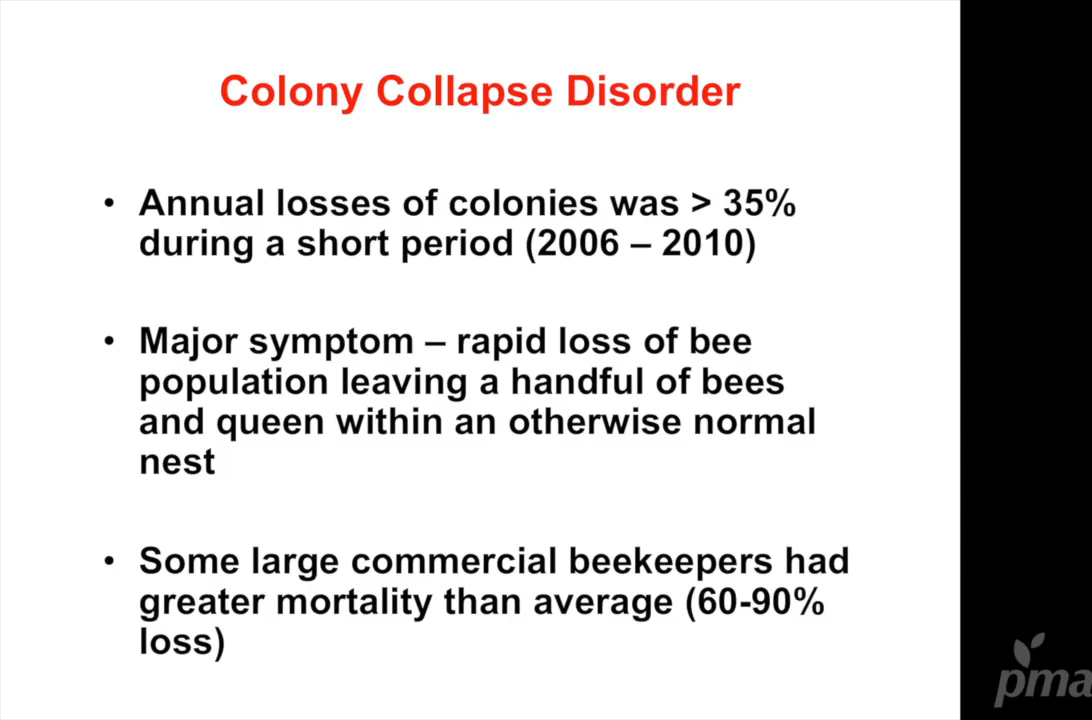 Colony Collapse Disorder
• Annual losses of colonies was > 35%
during a short period (2006 – 2010)
• Major symptom – rapid loss of bee
population leaving a handful of bees
and queen within an otherwise normal
nest
• Some large commercial beekeepers had
greater mortality than average (60-90%
loss)
pma